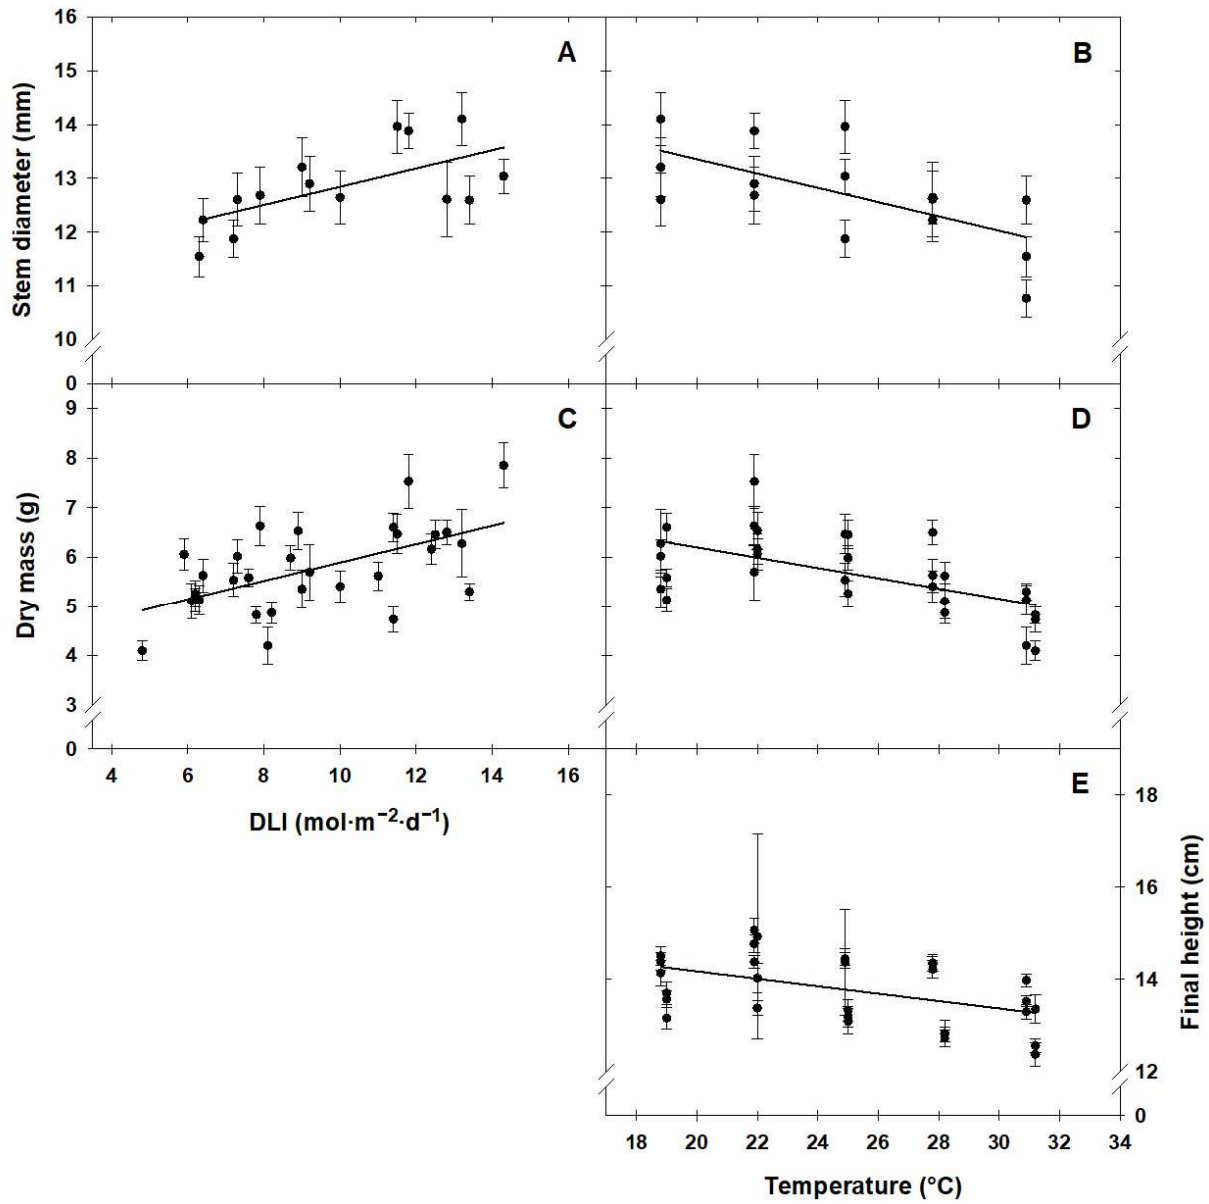 16
15
14
13
12
11
10
0
Stem diameter (mm)
A
B
9
8
7
6
5
4
3
0
Dry mass (g)
C
D
4 6 8 10 12 14 16
DLI (mol·m⁻²·d⁻¹)
E
18
16
14
12
0
Final height (cm)
18 20 22 24 26 28 30 32 34
Temperature (°C)